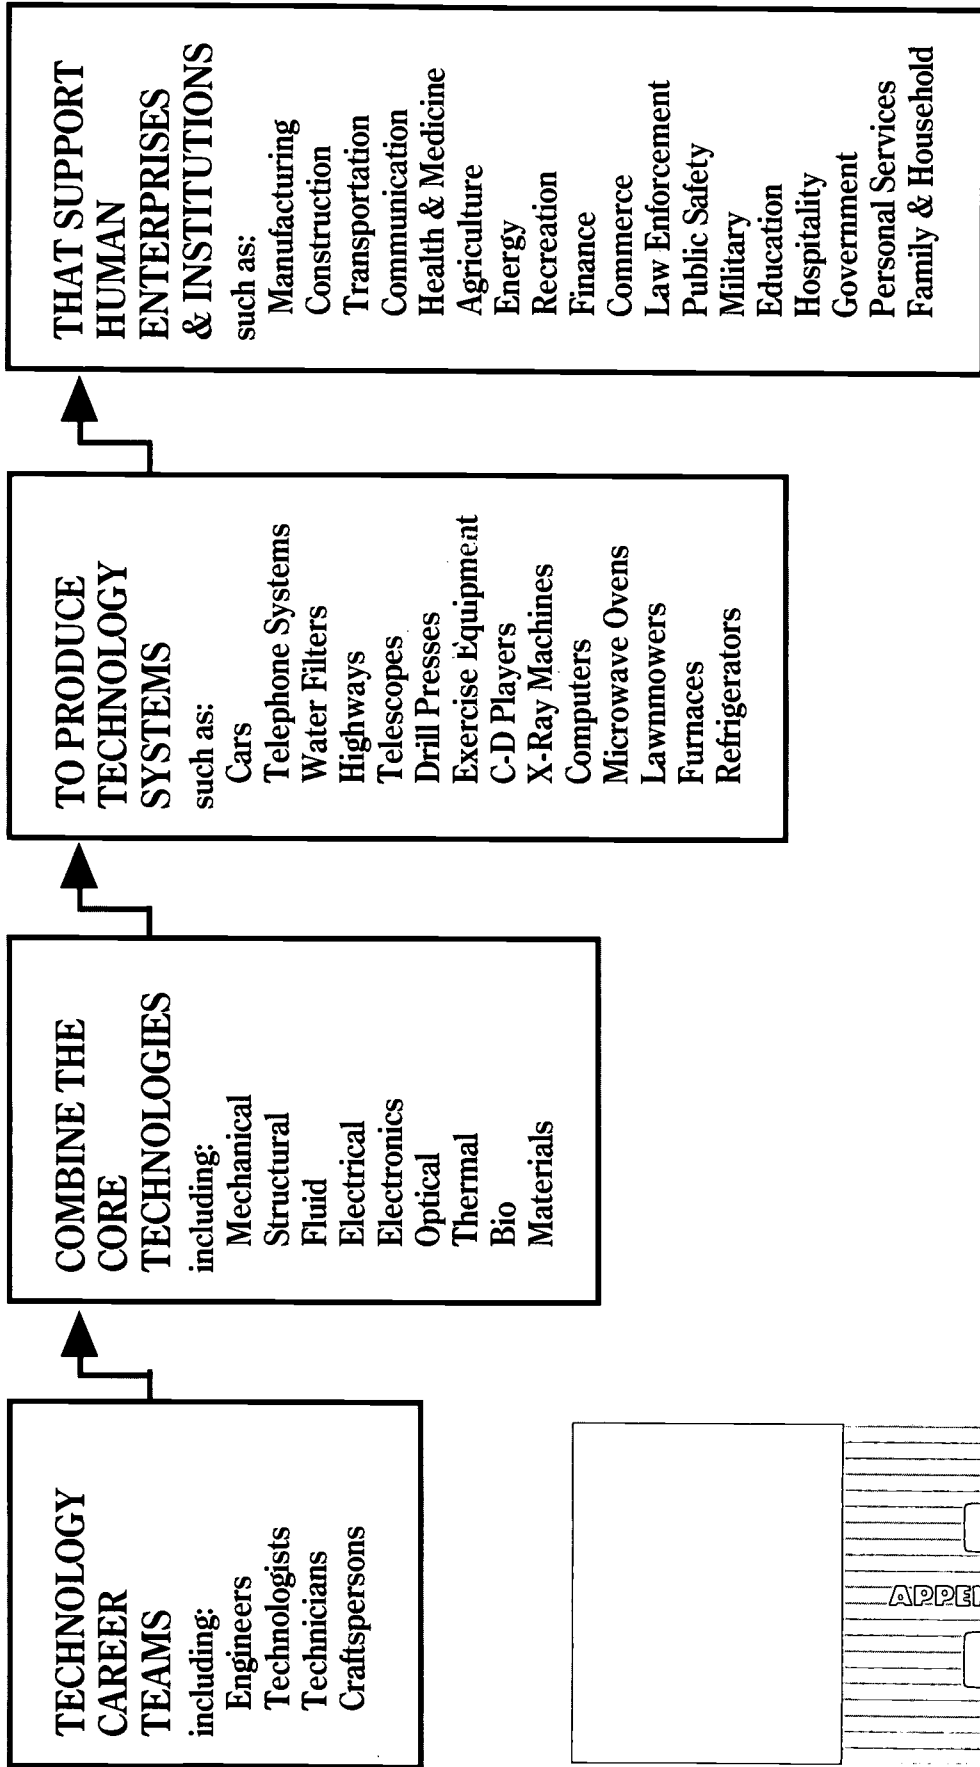 TECHNOLOGY
CAREER
TEAMS
including:
Engineers
Technologists
Technicians
Craftspersons
COMBINE THE
CORE
TECHNOLOGIES
including:
Mechanical
Structural
Fluid
Electrical
Electronics
Optical
Thermal
Bio
Materials
TO PRODUCE
TECHNOLOGY
SYSTEMS
such as:
Cars
Telephone Systems
Water Filters
Highways
Telescopes
Drill Presses
Exercise Equipment
C-D Players
X-Ray Machines
Computers
Microwave Ovens
Lawnmowers
Furnaces
Refrigerators
THAT SUPPORT
HUMAN
ENTERPRISES
& INSTITUTIONS
such as:
Manufacturing
Construction
Transportation
Communication
Health & Medicine
Agriculture
Energy
Recreation
Finance
Commerce
Law Enforcement
Public Safety
Military
Education
Hospitality
Government
Personal Services
Family & Household